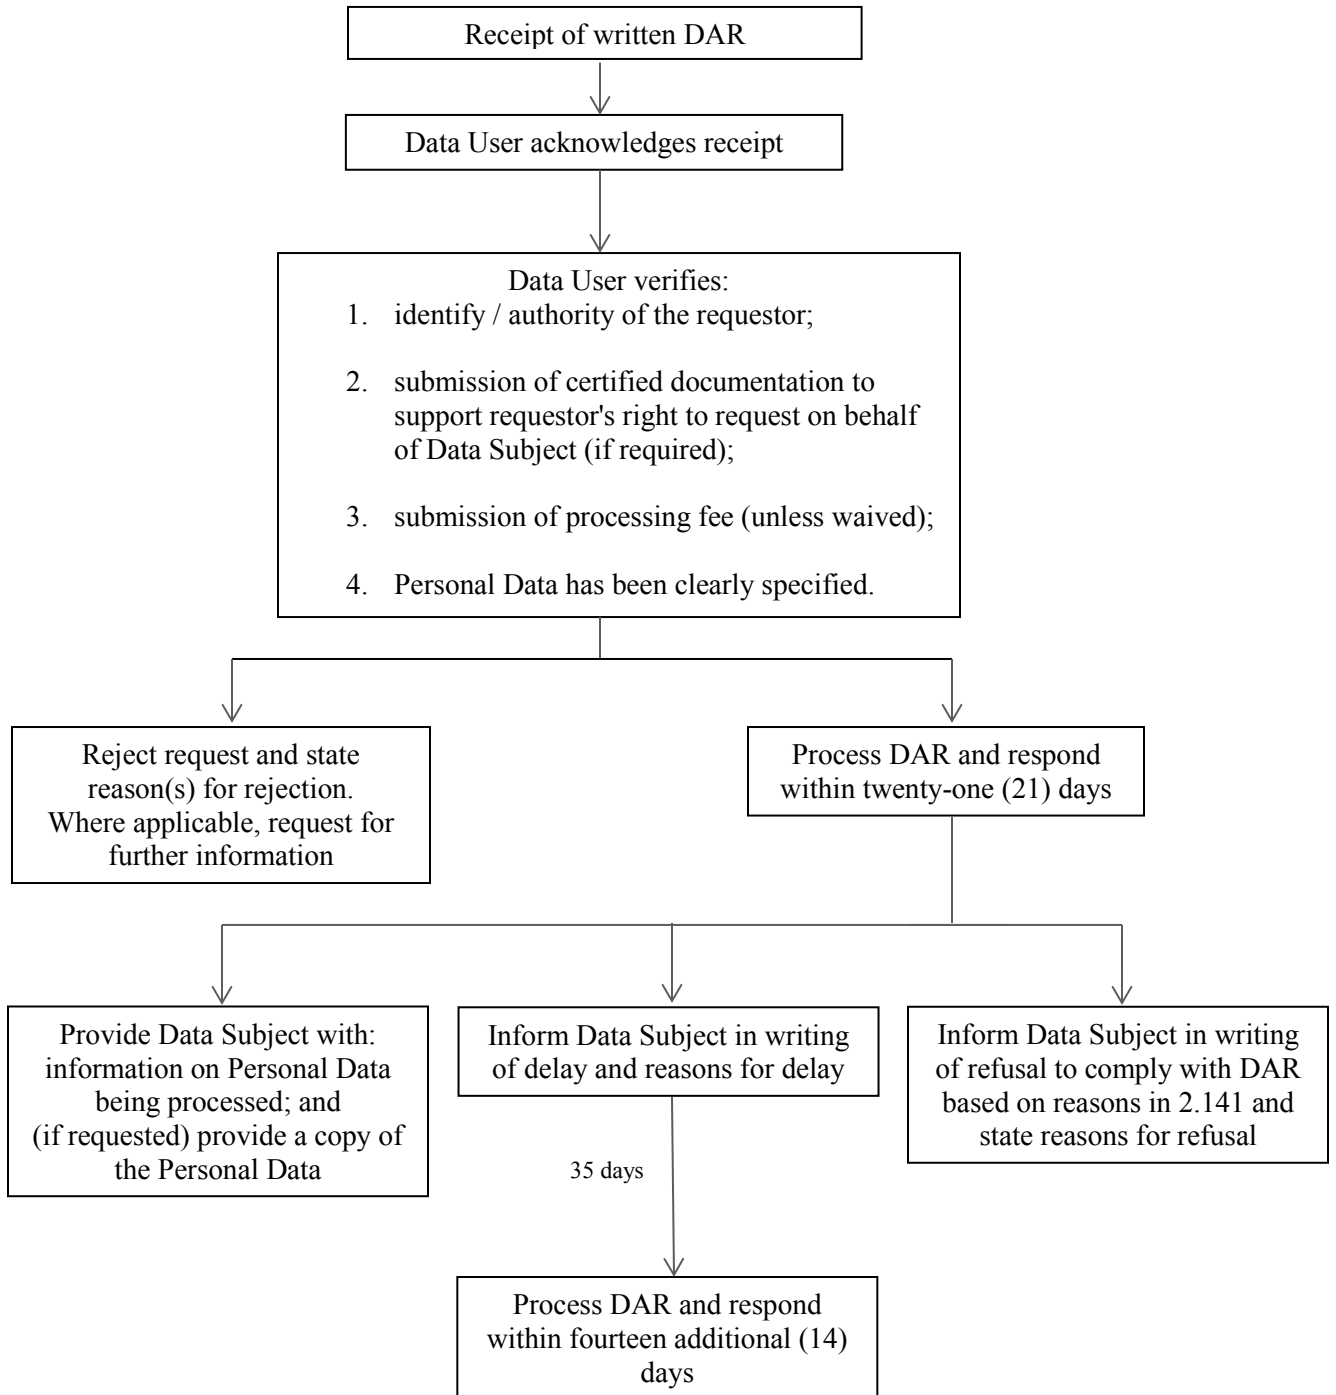 Receipt of written DAR
Data User acknowledges receipt
Data User verifies:
1. identify / authority of the requestor;
2. submission of certified documentation to
support requestor's right to request on behalf
of Data Subject (if required);
3. submission of processing fee (unless waived);
4. Personal Data has been clearly specified.
Reject request and state
reason(s) for rejection.
Where applicable, request for
further information
Process DAR and respond
within twenty-one (21) days
Provide Data Subject with:
information on Personal Data
being processed; and
(if requested) provide a copy of
the Personal Data
Inform Data Subject in writing
of delay and reasons for delay
Inform Data Subject in writing
of refusal to comply with DAR
based on reasons in 2.141 and
state reasons for refusal
35 days
Process DAR and respond
within fourteen additional (14)
days